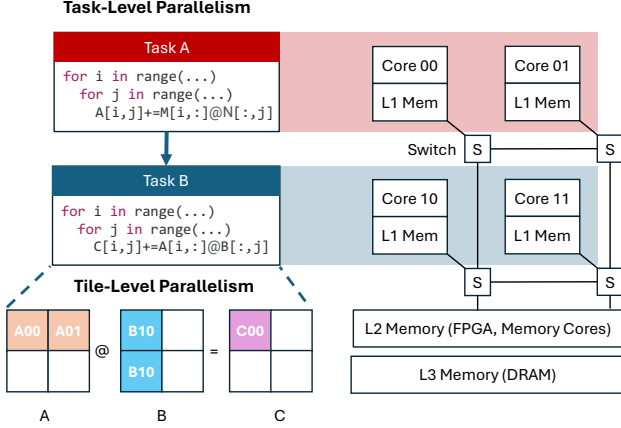 Task-Level Parallelism
Task A
for i in range(...)
for j in range(...)
A[i,j]+=M[i,:]@N[:,j]
Core 00
Core 01
L1 Mem
L1 Mem
Switch
S
S
Task B
for i in range(...)
for j in range(...)
C[i,j]+=A[i,:]@B[:,j]
Core 10
Core 11
L1 Mem
L1 Mem
S
S
Tile-Level Parallelism
A00 A01
@
B10
B10
=
C00
A
B
C
L2 Memory (FPGA, Memory Cores)
L3 Memory (DRAM)